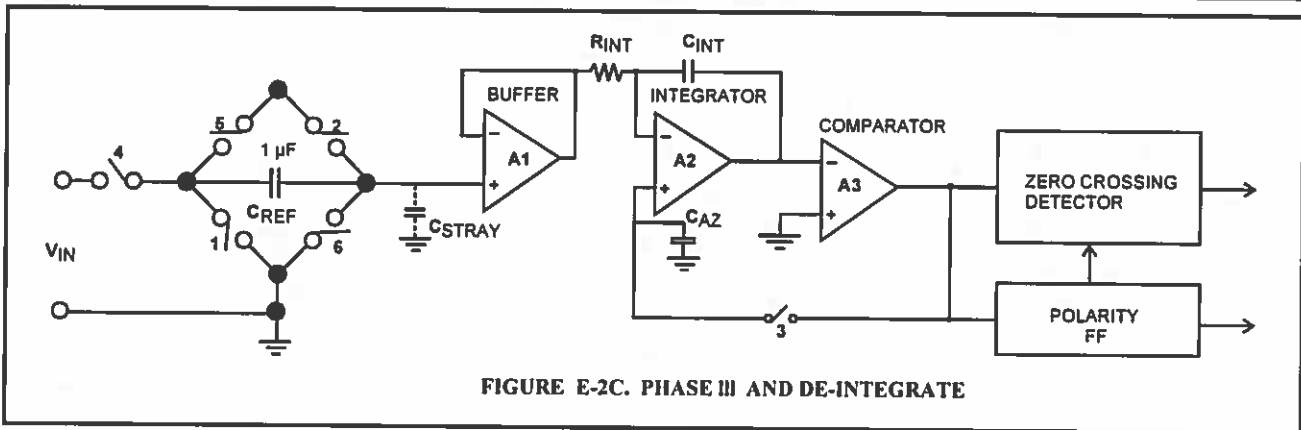 RINT
CINT
BUFFER
INTEGRATOR
5
2
1 µF
COMPARATOR
4
A1
A2
A3
ZERO CROSSING
DETECTOR
CREF
CSTRAY
CAZ
1
6
VIN
3
POLARITY
FF
FIGURE E-2C. PHASE III AND DE-INTEGRATE